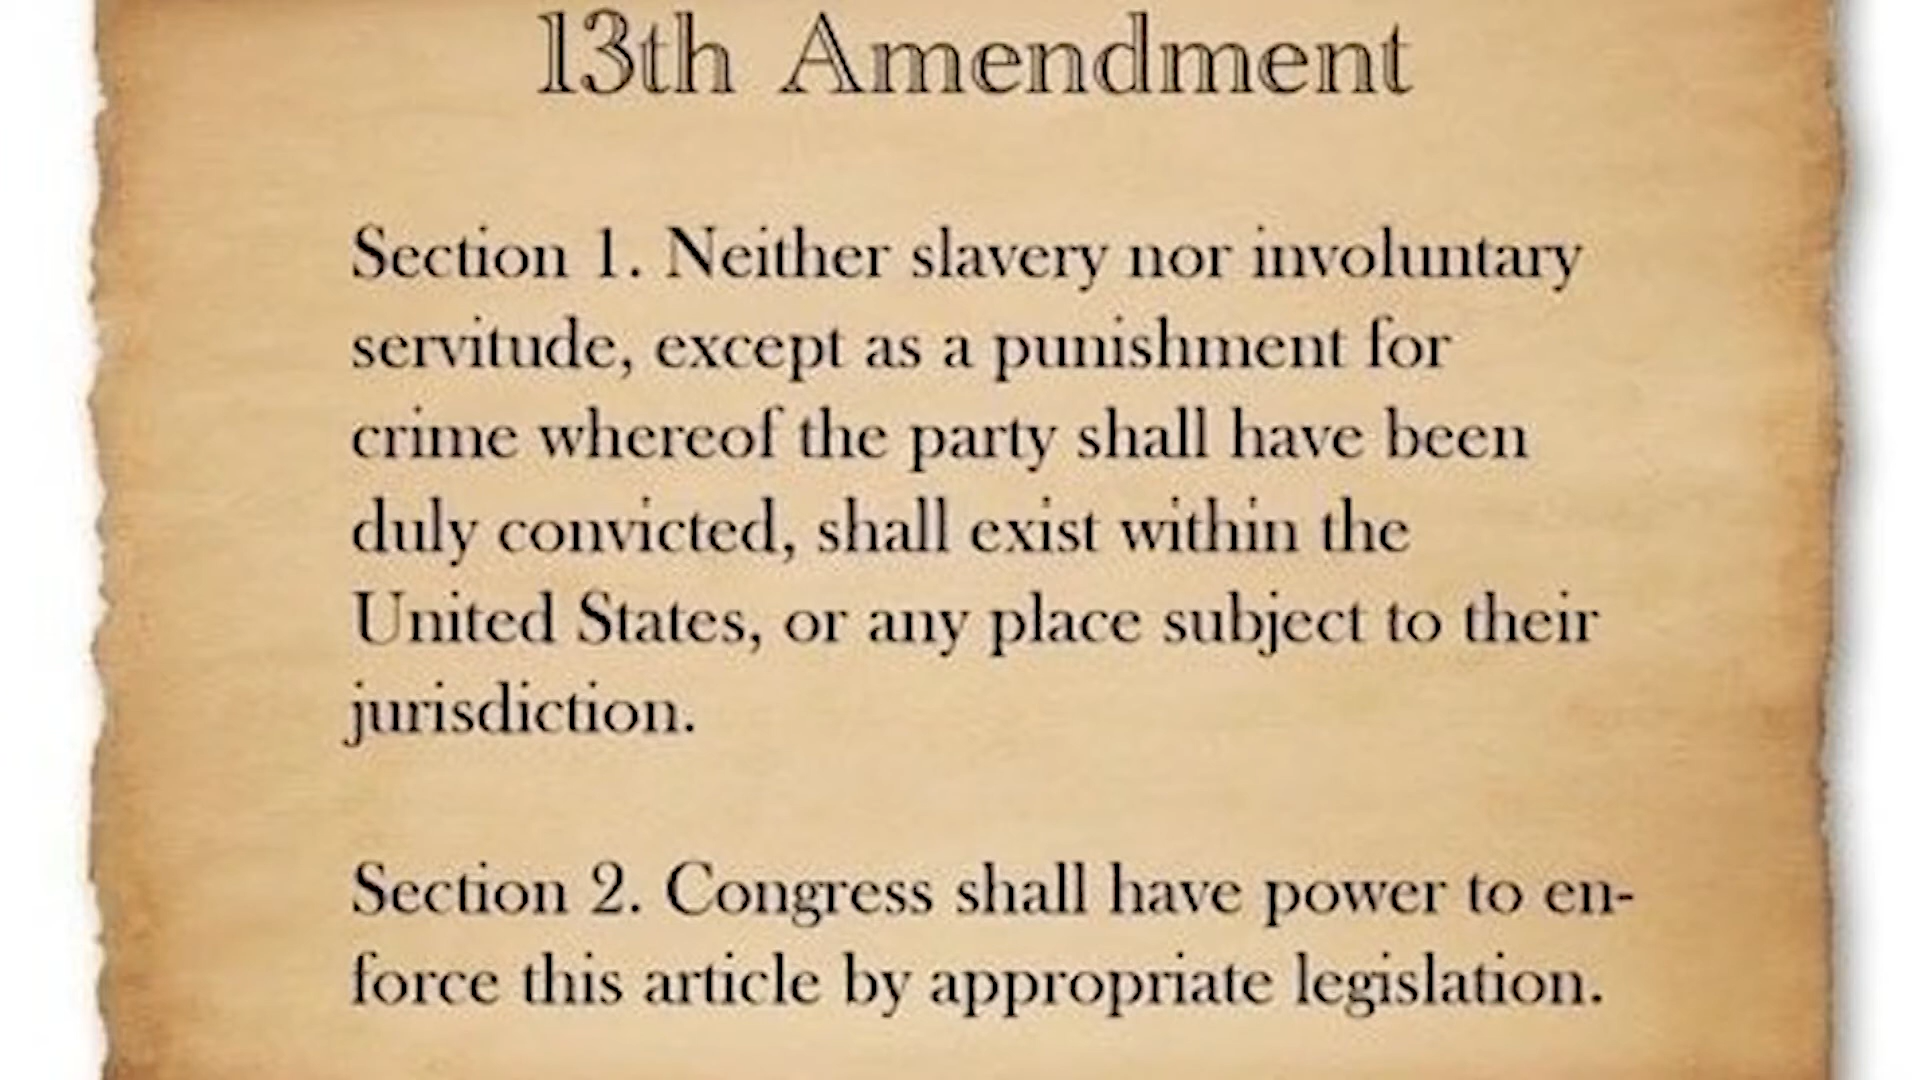 13th Amendment
Section 1. Neither slavery nor involuntary
servitude, except as a punishment for
crime whereof the party shall have been
duly convicted, shall exist within the
United States, or any place subject to their
jurisdiction.
Section 2. Congress shall have power to en-
force this article by appropriate legislation.